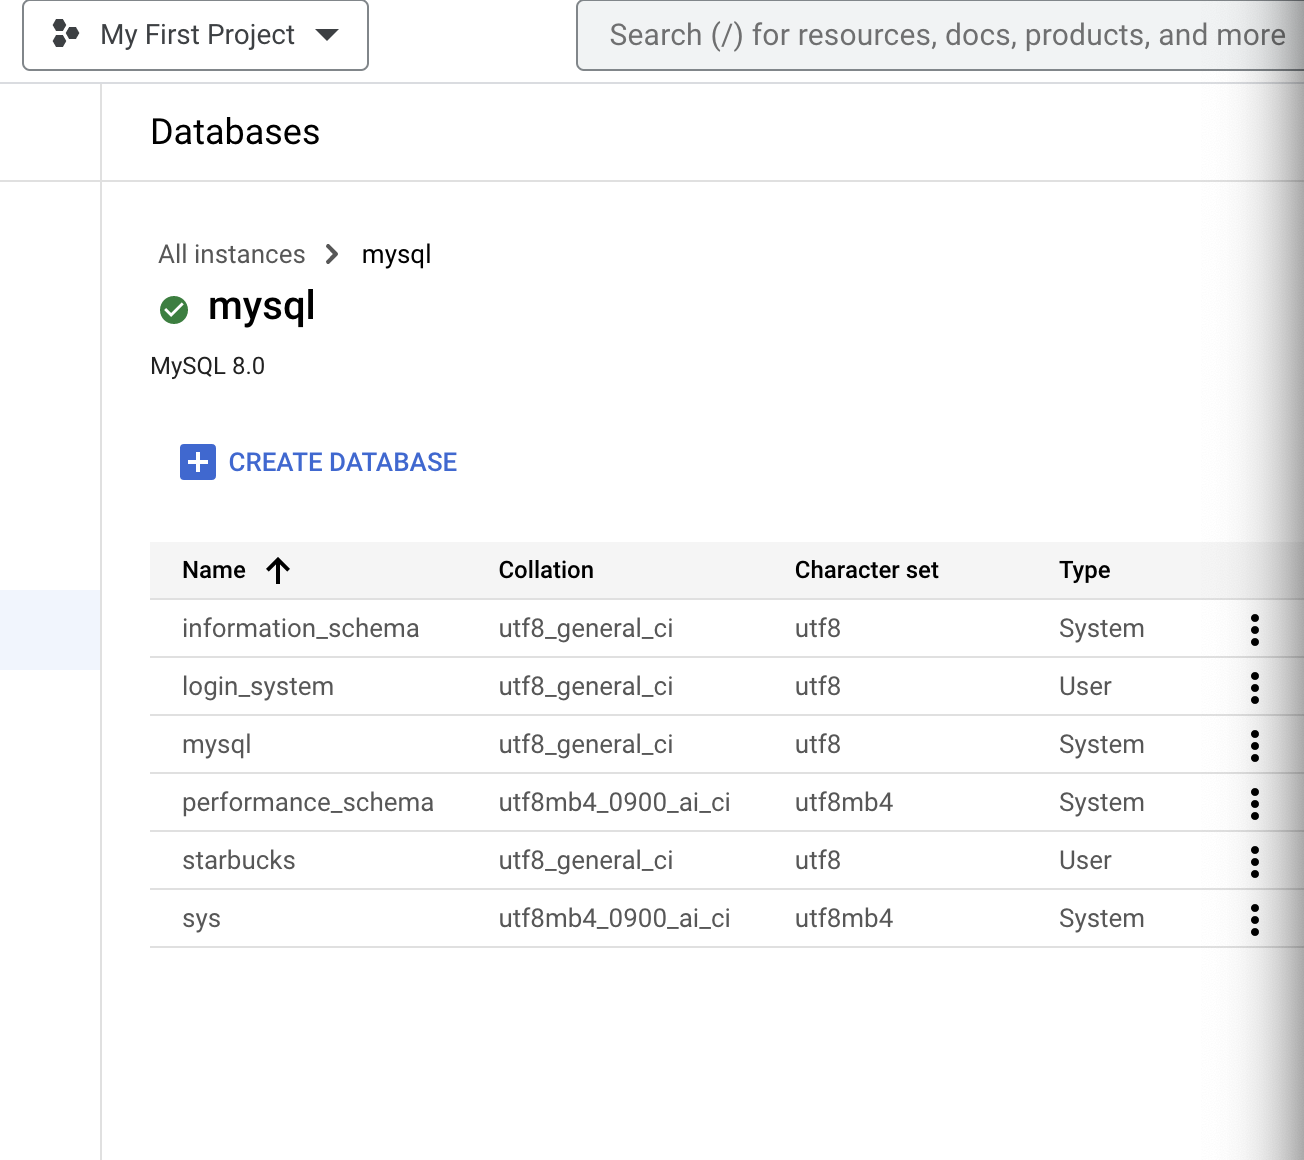 My First Project
Search (/) for resources, docs, products, and more
Databases
All instances mysql
mysql
MySQL 8.0
CREATE DATABASE
Name Collation Character set Type
information_schema utf8_general_ci utf8 System
login_system utf8_general_ci utf8 User
mysql utf8_general_ci utf8 System
performance_schema utf8mb4_0900_ai_ci utf8mb4 System
starbucks utf8_general_ci utf8 User
sys utf8mb4_0900_ai_ci utf8mb4 System